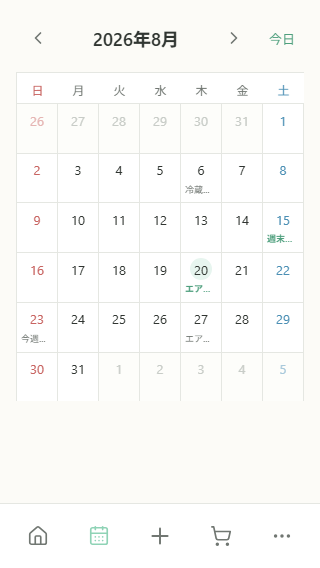 2026年8月 今日
日 月 火 水 木 金 土
26 27 28 29 30 31 1
2 3 4 5 6 7 8
冷蔵...
9 10 11 12 13 14 15
週末...
16 17 18 19 20 21 22
エア...
23 24 25 26 27 28 29
今週... エア...
30 31 1 2 3 4 5